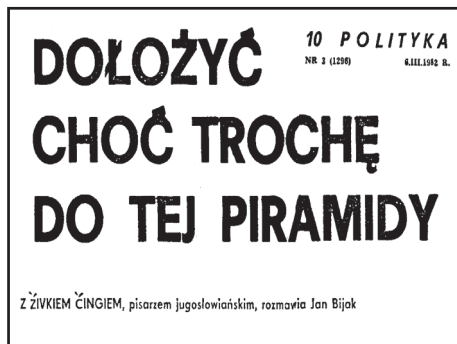 DOŁOŻYĆ
CHOĆ TROCHĘ
DO TEJ PIRAMIDY
10 POLITYKA
NR 3 (1296) 6.III.1982 R.
Z ŽIVKIEM ČINGIEM, pisarzem jugosłowiańskim, rozmawia Jan Bijak